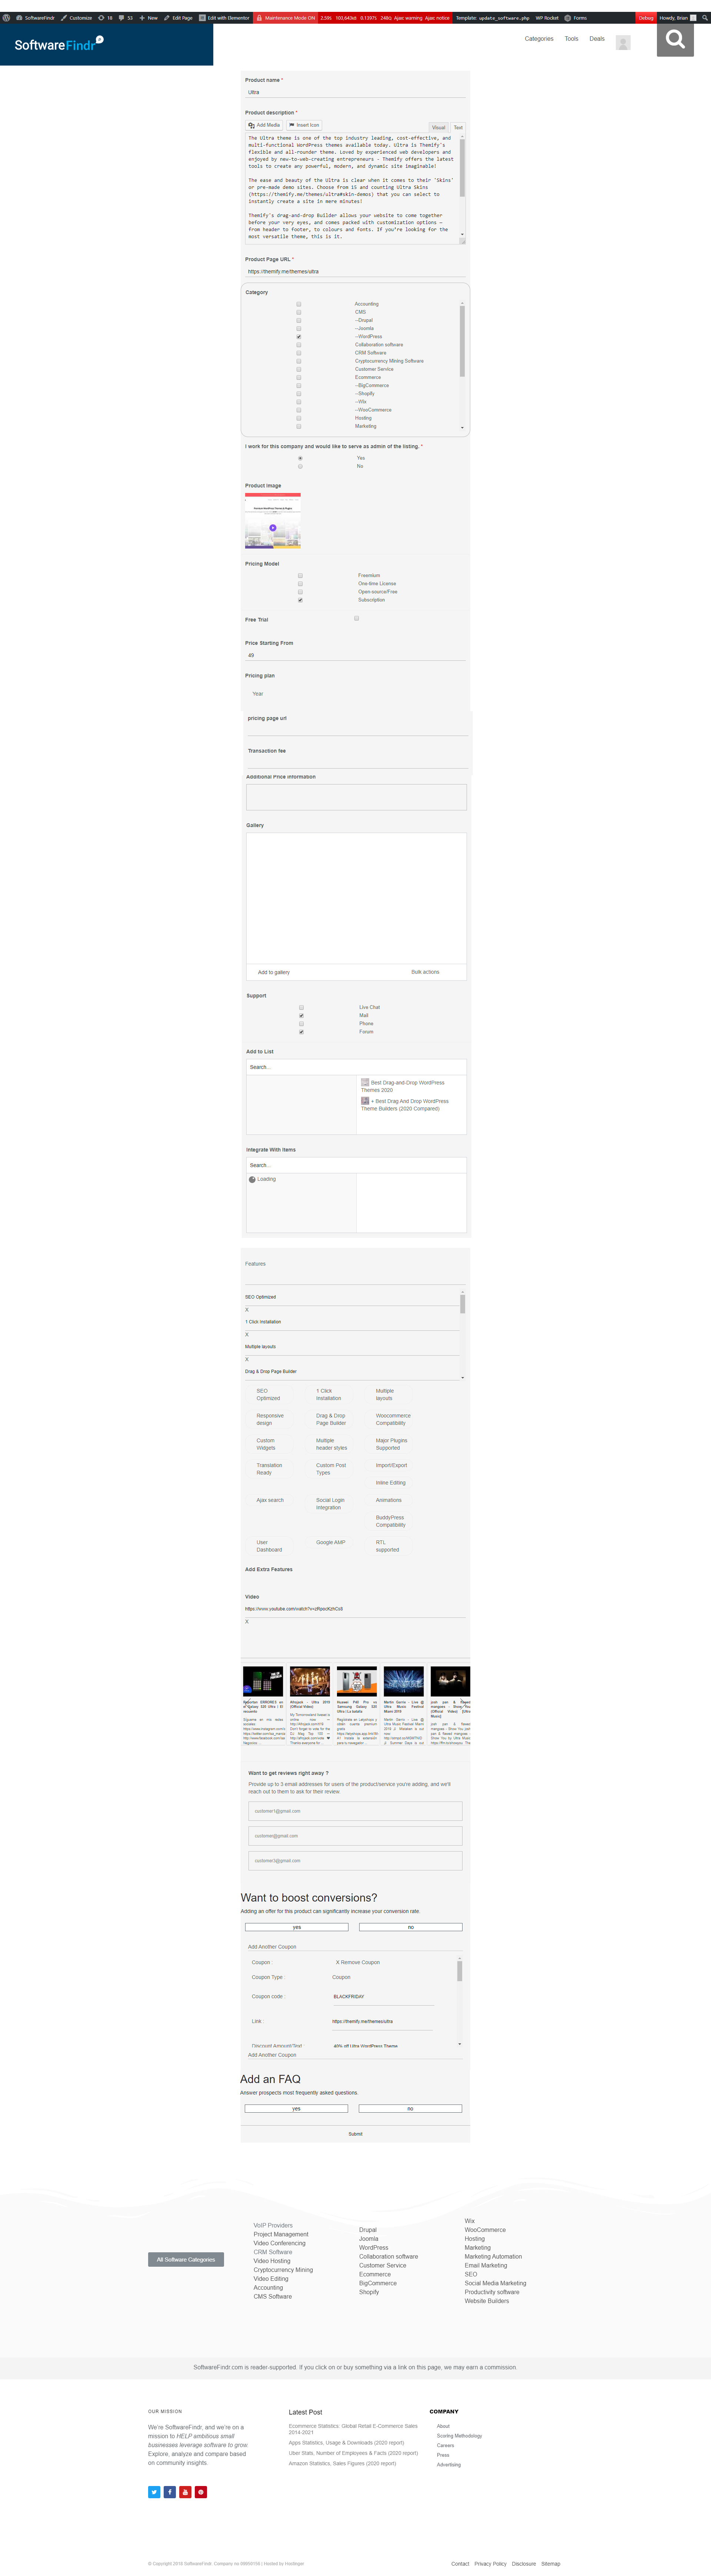 SoftwareFindr Customize 18 53 New Edit Page Edit with Elementor Maintenance Mode ON 2.59s 103,643kB 0.1397S 248Q Ajax: warning Ajax: notice Template: update_software.php WP Rocket Forms Debug Howdy, Brian
SoftwareFindr
Categories Tools Deals
Product name *
Ultra
Product description *
Add Media Insert Icon Visual Text
The Ultra theme is one of the top industry leading, cost-effective, and
multi-functional WordPress themes available today. Ultra is Themify's
flexible and all-rounder theme. Loved by experienced web developers and
enjoyed by new-to-web-creating entrepreneurs - Themify offers the latest
tools to create any powerful, modern, and dynamic site imaginable!
The ease and beauty of the Ultra is clear when it comes to their 'Skins'
or pre-made demo sites. Choose from 15 and counting Ultra Skins
(https://themify.me/themes/ultra#skin-demos) that you can select to
instantly create a site in mere minutes!
Themify's drag-and-drop Builder allows your website to come together
before your very eyes, and comes packed with customization options –
from header to footer, to colours and fonts. If you're looking for the
most versatile theme, this is it.
Product Page URL *
https://themify.me/themes/ultra
Category
Accounting
CMS
--Drupal
--Joomla
--WordPress
Collaboration software
CRM Software
Cryptocurrency Mining Software
Customer Service
Ecommerce
--BigCommerce
--Shopify
--Wix
--WooCommerce
Hosting
Marketing
I work for this company and would like to serve as admin of the listing. *
Yes
No
Product Image
Pricing Model
Freemium
One-time License
Open-source/Free
Subscription
Free Trial
Price Starting From
49
Pricing plan
Year
pricing page url
Transaction fee
Additional Price Information
Gallery
Add to gallery Bulk actions
Support
Live Chat
Mail
Phone
Forum
Add to List
Search...
Best Drag-and-Drop WordPress
Themes 2020
+ Best Drag And Drop WordPress
Theme Builders (2020 Compared)
Integrate With Items
Search...
Loading
Features
SEO Optimized
X
1 Click installation
X
Multiple layouts
X
Drag & Drop Page Builder
SEO Optimized 1 Click Installation Multiple layouts
Responsive design Drag & Drop Page Builder Woocommerce Compatibility
Custom Widgets Multiple header styles Major Plugins Supported
Translation Ready Custom Post Types Import/Export
Inline Editing
Ajax search Social Login Integration Animations
BuddyPress Compatibility
User Dashboard Google AMP RTL supported
Add Extra Features
Video
X
Want to get reviews right away ?
Provide up to 3 email addresses for users of the product/service you're adding, and we'll
reach out to them to ask for their review.
customer1@gmail.com
customer@gmail.com
customer3@gmail.com
Want to boost conversions?
Adding an offer for this product can significantly increase your conversion rate.
yes no
Add Another Coupon
Coupon : X Remove Coupon
Coupon Type : Coupon
Coupon code : BLACKFRIDAY
Link : https://themify.me/themes/ultra
Discount Amount/Text 40% off Ultra WordPress Theme
Add Another Coupon
Add an FAQ
Answer prospects most frequently asked questions.
yes no
Submit
All Software Categories
VoIP Providers
Project Management
Video Conferencing
CRM Software
Video Hosting
Cryptocurrency Mining
Video Editing
Accounting
CMS Software
Drupal
Joomla
WordPress
Collaboration software
Customer Service
Ecommerce
BigCommerce
Shopify
Wix
WooCommerce
Hosting
Marketing
Marketing Automation
Email Marketing
SEO
Social Media Marketing
Productivity software
Website Builders
SoftwareFindr.com is reader-supported. If you click on or buy something via a link on this page, we may earn a commission.
OUR MISSION
We're SoftwareFindr, and we're on a
mission to HELP ambitious small
businesses leverage software to grow.
Explore, analyze and compare based
on community insights.
Latest Post
Ecommerce Statistics: Global Retail E-Commerce Sales
2014-2021
Apps Statistics, Usage & Downloads (2020 report)
Uber Stats, Number of Employees & Facts (2020 report)
Amazon Statistics, Sales Figures (2020 report)
COMPANY
About
Scoring Methodology
Careers
Press
Advertising
Contact Privacy Policy Disclosure Sitemap